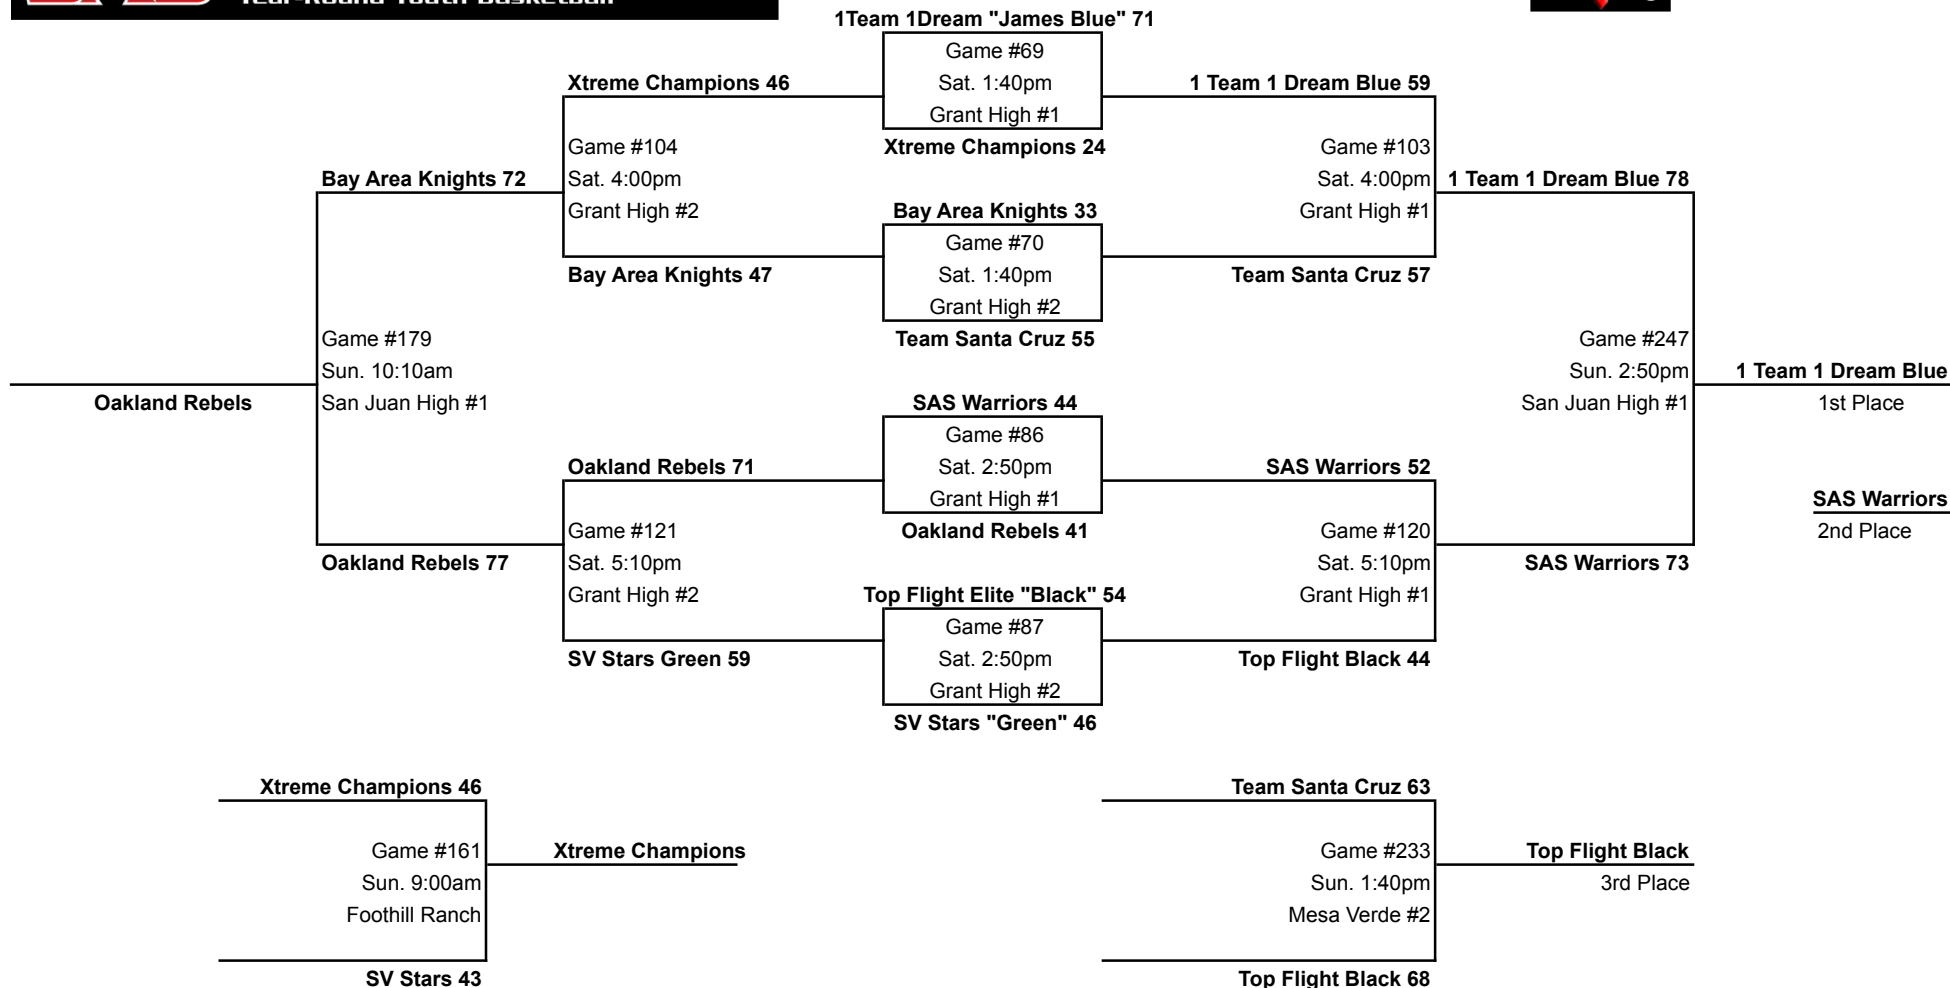 Year-Round Youth Basketball
1Team 1Dream "James Blue" 71
Game #69
Xtreme Champions 46
Sat. 1:40pm
1 Team 1 Dream Blue 59
Grant High #1
Game #104
Xtreme Champions 24
Game #103
Bay Area Knights 72
Sat. 4:00pm
Sat. 4:00pm
1 Team 1 Dream Blue 78
Grant High #2
Bay Area Knights 33
Grant High #1
Game #70
Bay Area Knights 47
Sat. 1:40pm
Team Santa Cruz 57
Grant High #2
Game #179
Team Santa Cruz 55
Game #247
Sun. 10:10am
Sun. 2:50pm
1 Team 1 Dream Blue
Oakland Rebels
San Juan High #1
SAS Warriors 44
San Juan High #1
1st Place
Game #86
Oakland Rebels 71
Sat. 2:50pm
SAS Warriors 52
Grant High #1
SAS Warriors
Game #121
Oakland Rebels 41
Game #120
2nd Place
Oakland Rebels 77
Sat. 5:10pm
Sat. 5:10pm
SAS Warriors 73
Grant High #2
Top Flight Elite "Black" 54
Grant High #1
Game #87
SV Stars Green 59
Sat. 2:50pm
Top Flight Black 44
Grant High #2
SV Stars "Green" 46
Xtreme Champions 46
Team Santa Cruz 63
Game #161
Xtreme Champions
Game #233
Top Flight Black
Sun. 9:00am
Sun. 1:40pm
3rd Place
Foothill Ranch
Mesa Verde #2
SV Stars 43
Top Flight Black 68